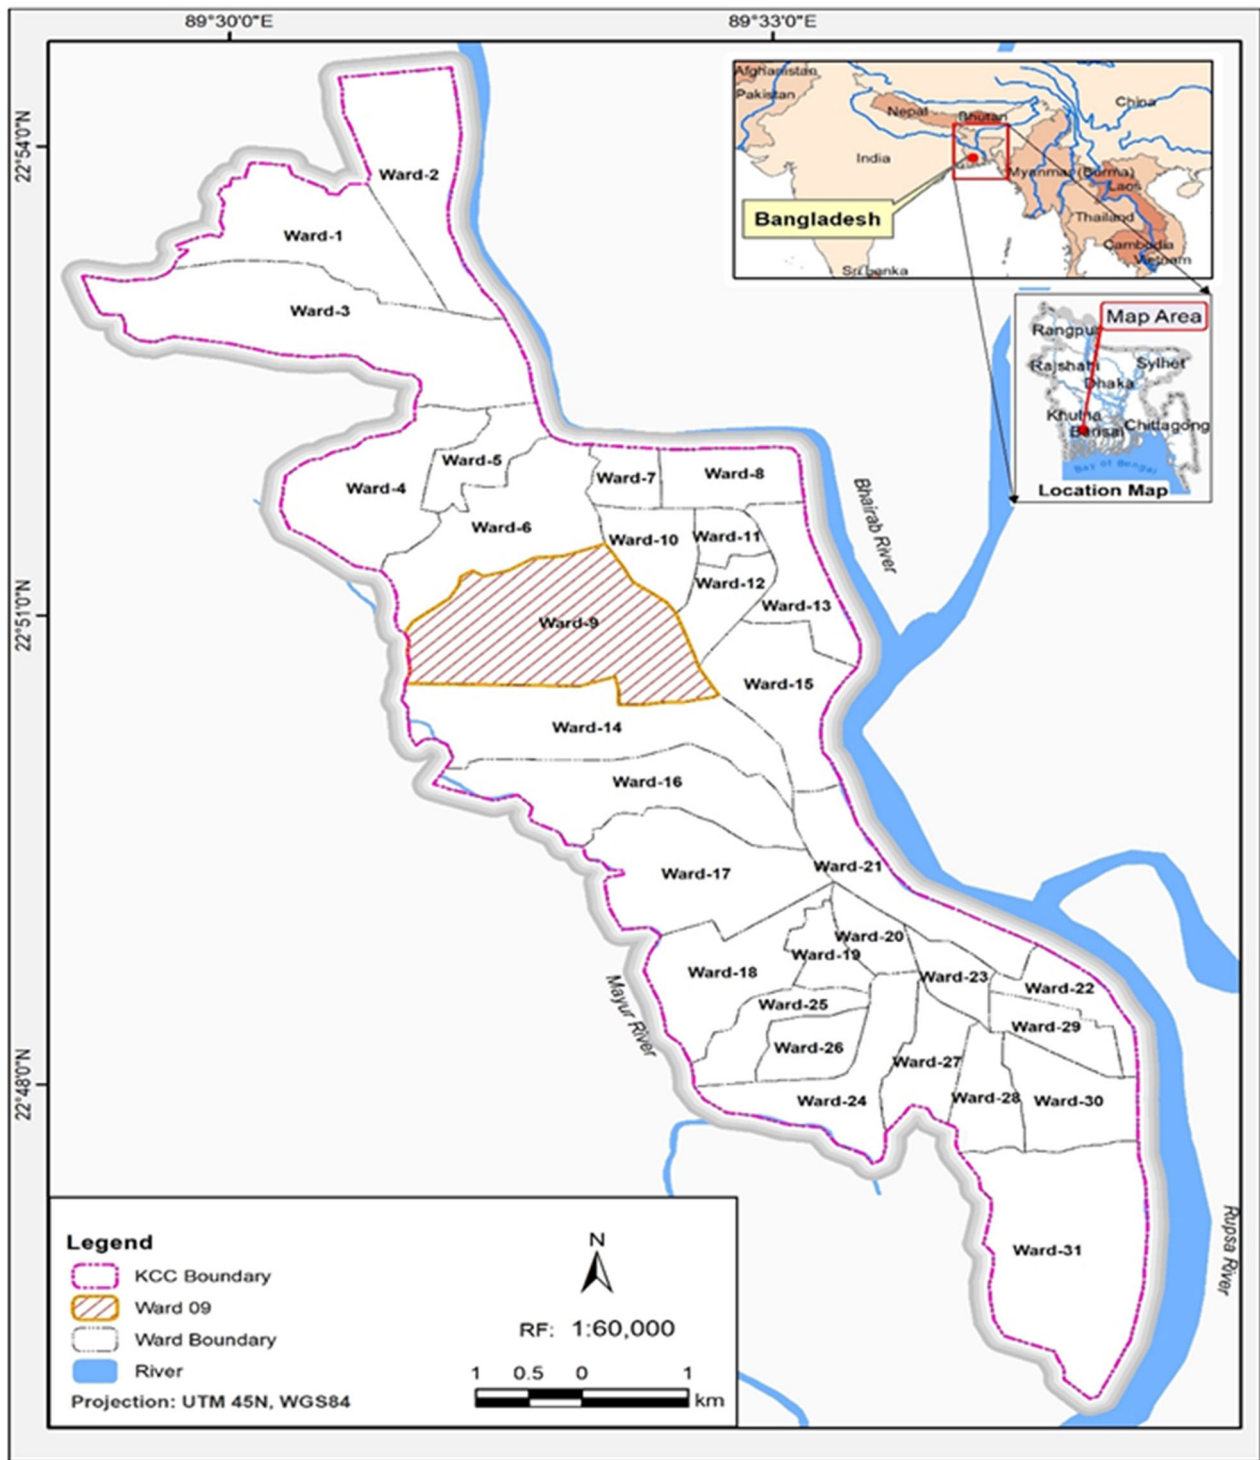 89°30'0"E
89°33'0"E
22°54'0"N
22°51'0"N
22°48'0"N
Afghanistan
Pakistan
Nepal
Bhutan
China
India
Myanmar (Burma)
Laos
Thailand
Cambodia
Vietnam
Sri Lanka
Bangladesh
Map Area
Rangpur
Rajshahi
Sylhet
Dhaka
Khulna
Barisal
Chittagong
Bay of Bengal
Location Map
Ward-2
Ward-1
Ward-3
Ward-5
Ward-4
Ward-7
Ward-8
Ward-6
Ward-10
Ward-11
Ward-12
Ward-13
Ward-9
Ward-15
Ward-14
Ward-16
Ward-17
Ward-21
Ward-20
Ward-19
Ward-18
Ward-23
Ward-22
Ward-25
Ward-29
Ward-26
Ward-27
Ward-24
Ward-28
Ward-30
Ward-31
Bhairab River
Mayur River
Rupsa River
Legend
KCC Boundary
Ward 09
Ward Boundary
River
Projection: UTM 45N, WGS84
N
RF: 1:60,000
1 0.5 0 1
km